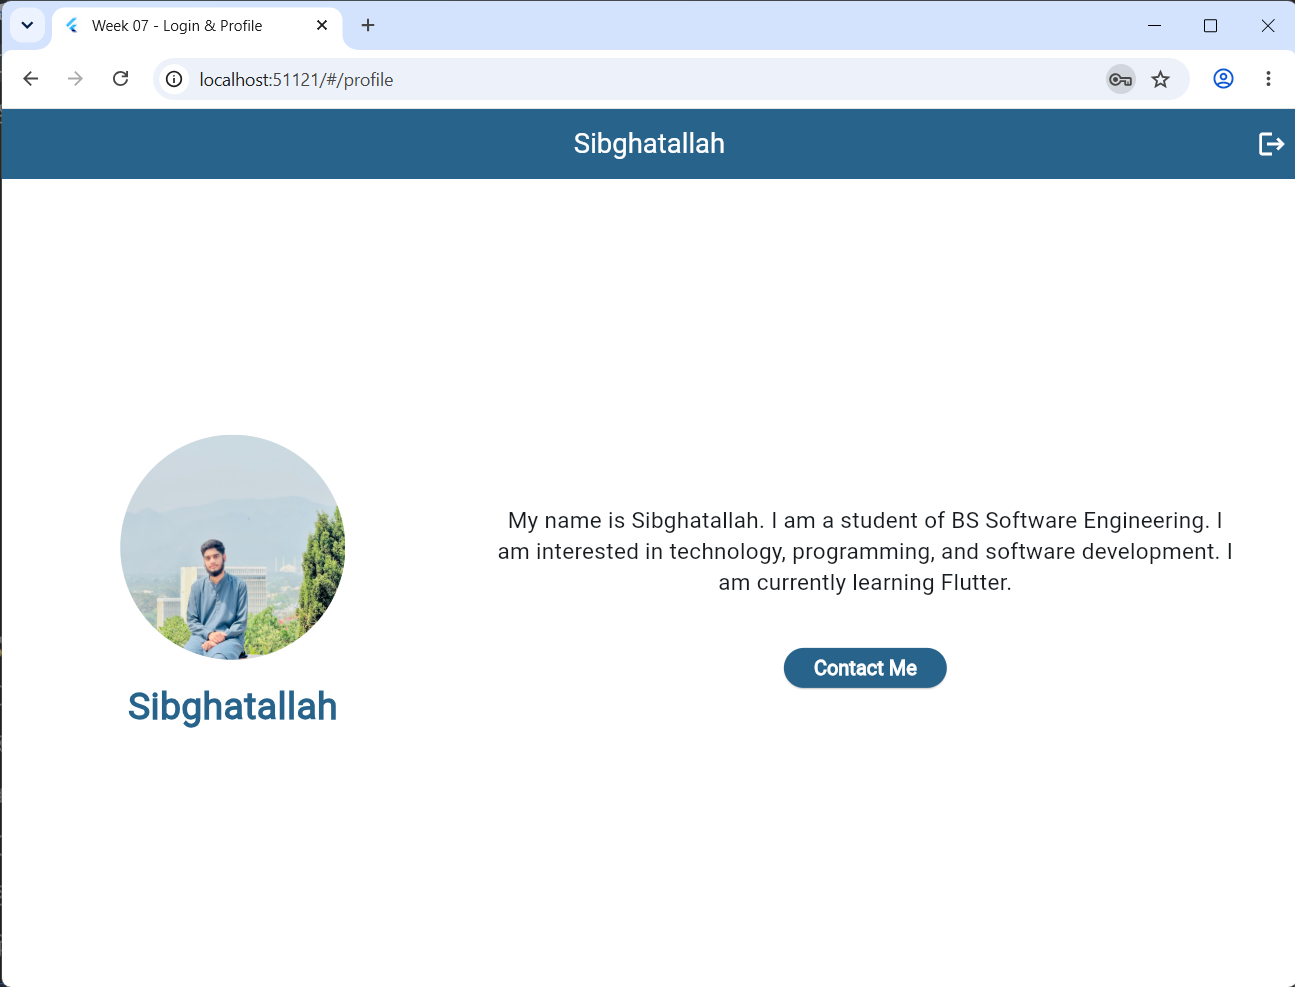 Week 07 - Login & Profile
localhost:51121/#/profile
Sibghatallah
My name is Sibghatallah. I am a student of BS Software Engineering. I
am interested in technology, programming, and software development. I
am currently learning Flutter.
Contact Me
Sibghatallah